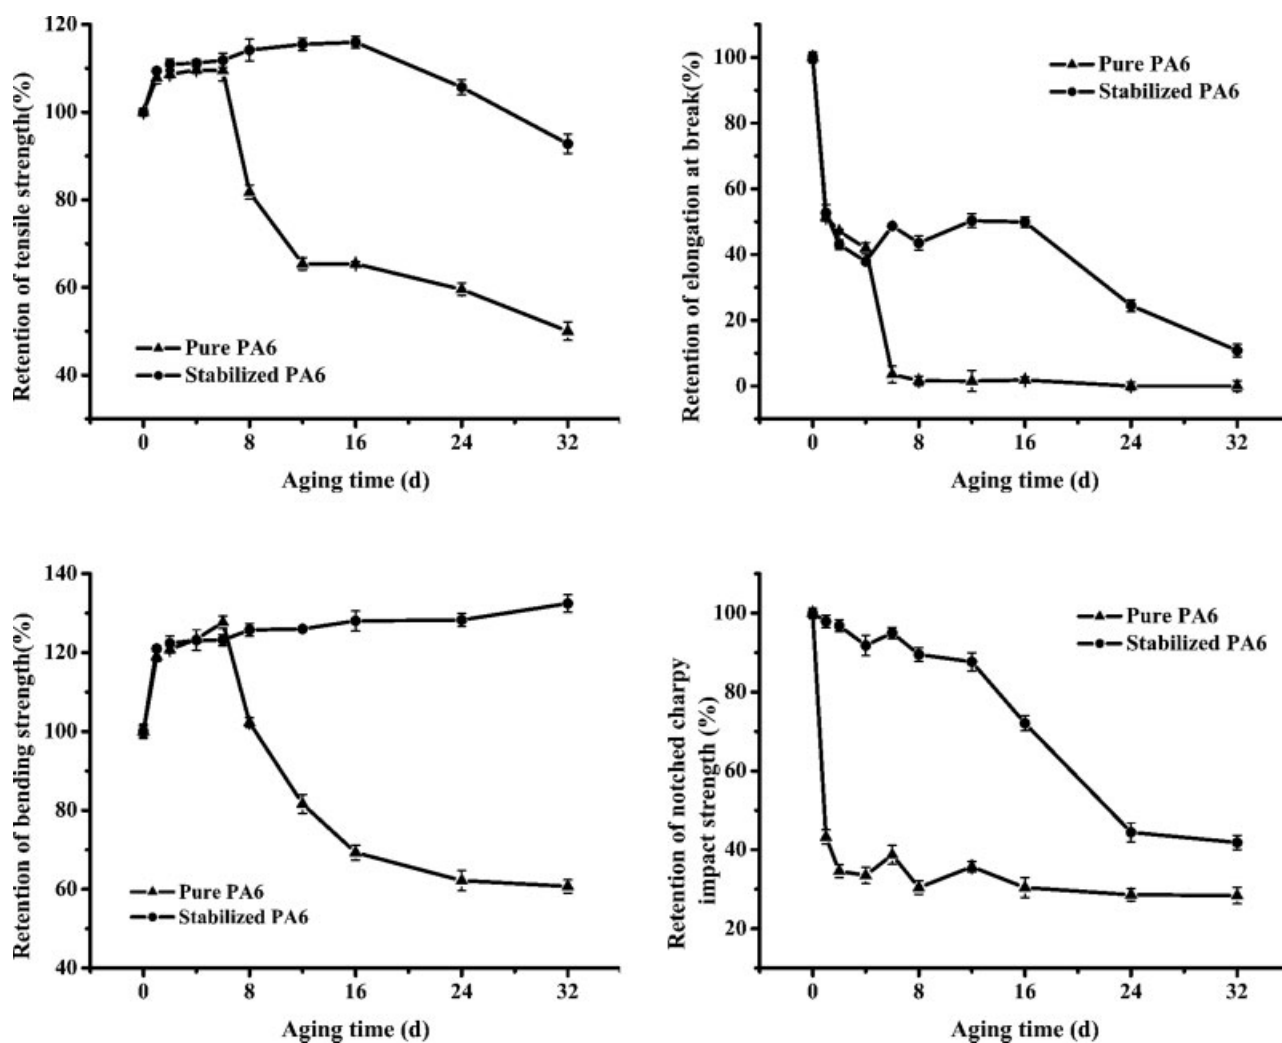 120
100
80
60
40
Retention of tensile strength(%)
Pure PA6
Stabilized PA6
0
8
16
24
32
Aging time (d)
100
80
60
40
20
0
Retention of elongation at break(%)
Pure PA6
Stabilized PA6
0
8
16
24
32
Aging time (d)
140
120
100
80
60
40
Retention of bending strength(%)
Pure PA6
Stabilized PA6
0
8
16
24
32
Aging time (d)
100
80
60
40
20
Retention of notched charpy
impact strength (%)
Pure PA6
Stabilized PA6
0
8
16
24
32
Aging time (d)